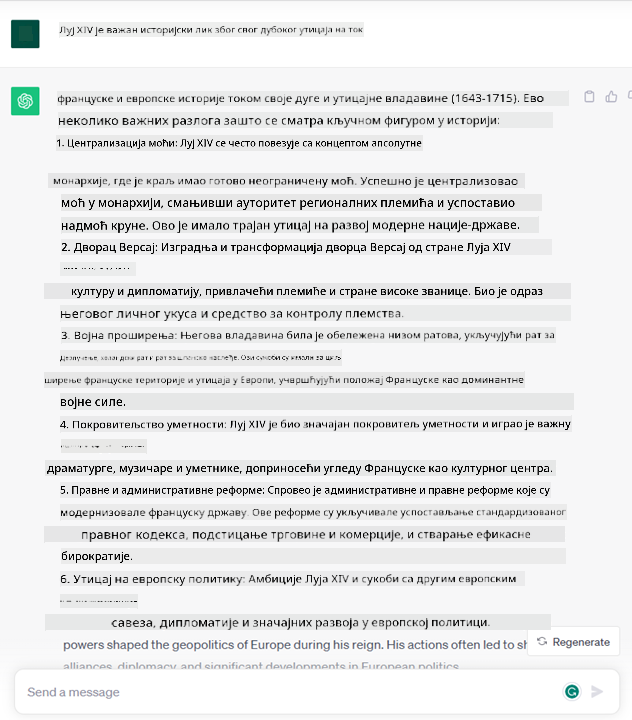 Луј XIV је важан историјски лик због свог дубоког утицаја на ток
француске и европске историје током своје дуге и утицајне владавине (1643-1715). Ево
неколико важних разлога зашто се сматра кључном фигуром у историји:
1. Централизација моћи: Луј XIV се често повезује са концептом апсолутне
монархије, где је краљ имао готово неограничену моћ. Успешно је централизовао
моћ у монархији, смањивши ауторитет регионалних племића и успоставио
надмоћ круне. Ово је имало трајан утицај на развој модерне нације-државе.
2. Дворац Версај: Изградња и трансформација дворца Версај од стране Луја XIV
културу и дипломатију, привлачећи племиће и стране високе званице. Био је одраз
његовог личног укуса и средство за контролу племства.
3. Војна проширења: Његова владавина била је обележена низом ратова, укључујући рат за
рат и рат за шпанско наслеђе. Ови сукоби су имали за циљ
ширење француске територије и утицаја у Европи, учвршћујући положај Француске као доминантне
војне силе.
4. Покровитељство уметности: Луј XIV је био значајан покровитељ уметности и играо је важну
драматурге, музичаре и уметнике, доприносећи угледу Француске као културног центра.
5. Правне и административне реформе: Спровео је административне и правне реформе које су
модернизовале француску државу. Ове реформе су укључивале успостављање стандардизованог
правног кодекса, подстицање трговине и комерције, и стварање ефикасне
бирократије.
6. Утицај на европску политику: Амбиције Луја XIV и сукоби са другим европским
савеза, дипломатије и значајних развоја у европској политици.
powers shaped the geopolitics of Europe during his reign. His actions often led to
Regenerate
alliances, diplomacy, and significant developments in European politics.
Send a message